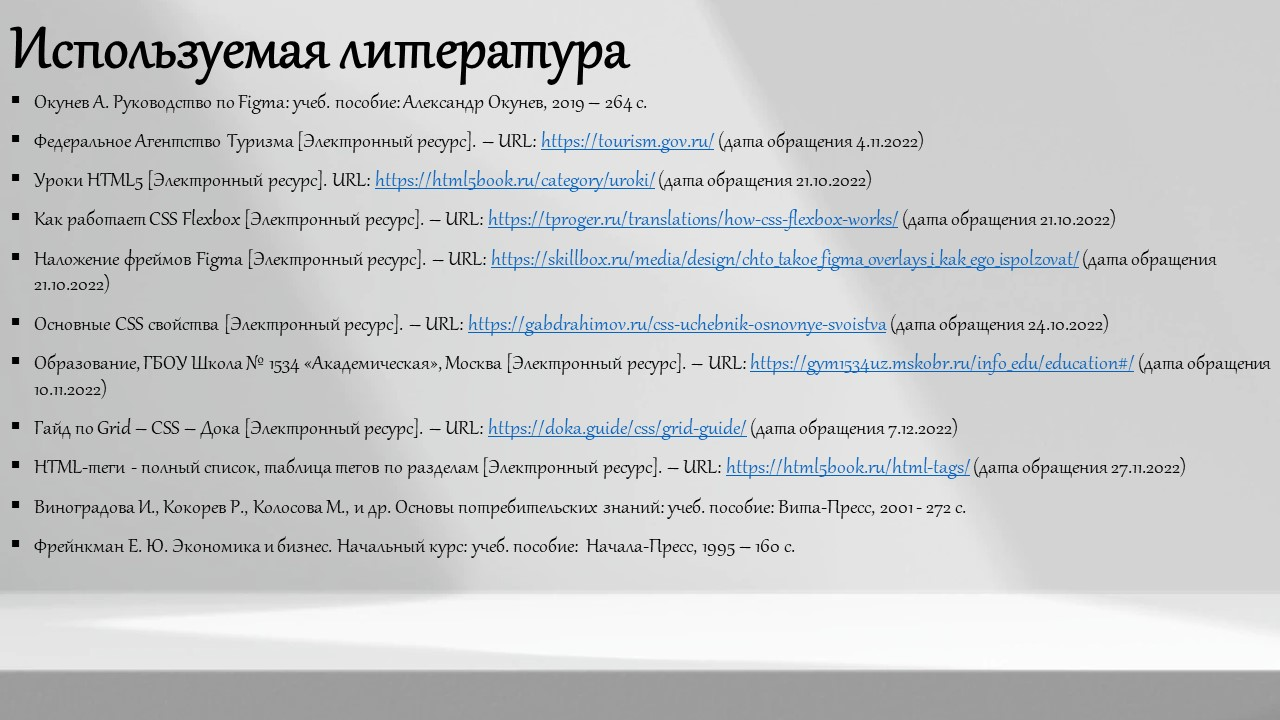 Используемая литература
▪ Окунев А. Руководство по Figma: учеб. пособие: Александр Окунев, 2019 – 264 с.
▪ Федеральное Агентство Туризма [Электронный ресурс]. – URL: https://tourism.gov.ru/ (дата обращения 4.11.2022)
▪ Уроки HTML5 [Электронный ресурс]. URL: https://html5book.ru/category/uroki/ (дата обращения 21.10.2022)
▪ Как работает CSS Flexbox [Электронный ресурс]. – URL: https://tproger.ru/translations/how-css-flexbox-works/ (дата обращения 21.10.2022)
▪ Наложение фреймов Figma [Электронный ресурс]. – URL: https://skillbox.ru/media/design/chto_takoe_figma_overlays_i_kak_ego_ispolzovat/ (дата обращения
21.10.2022)
▪ Основные CSS свойства [Электронный ресурс]. – URL: https://gabdrahimov.ru/css-uchebnik-osnovnye-svoistva (дата обращения 24.10.2022)
▪ Образование, ГБОУ Школа № 1534 «Академическая», Москва [Электронный ресурс]. – URL: https://gym1534uz.mskobr.ru/info_edu/education#/ (дата обращения
10.11.2022)
▪ Гайд по Grid – CSS – Дока [Электронный ресурс]. – URL: https://doka.guide/css/grid-guide/ (дата обращения 7.12.2022)
▪ HTML-теги - полный список, таблица тегов по разделам [Электронный ресурс]. – URL: https://html5book.ru/html-tags/ (дата обращения 27.11.2022)
▪ Виноградова И., Кокорев Р., Колосова М., и др. Основы потребительских знаний: учеб. пособие: Вита-Пресс, 2001 - 272 с.
▪ Фрейнкман Е. Ю. Экономика и бизнес. Начальный курс: учеб. пособие: Начала-Пресс, 1995 – 160 с.